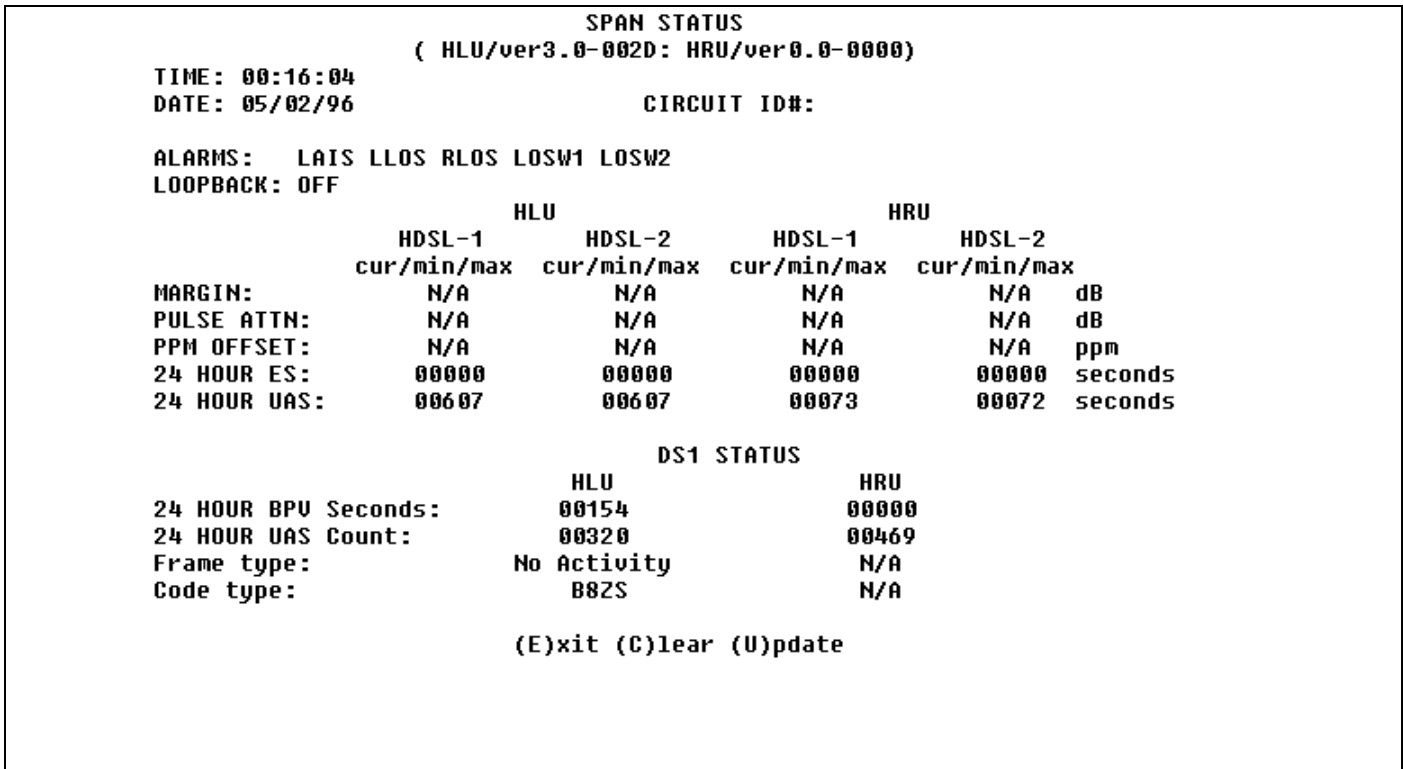 SPAN STATUS
( HLU/ver3.0-002D: HRU/ver0.0-0000)
TIME: 00:16:04
DATE: 05/02/96 CIRCUIT ID#:
ALARMS: LAIS LLOS RLOS LOSW1 LOSW2
LOOPBACK: OFF
HLU HRU
HDSL-1 HDSL-2 HDSL-1 HDSL-2
cur/min/max cur/min/max cur/min/max cur/min/max
MARGIN: N/A N/A N/A N/A dB
PULSE ATTN: N/A N/A N/A N/A dB
PPM OFFSET: N/A N/A N/A N/A ppm
24 HOUR ES: 00000 00000 00000 00000 seconds
24 HOUR UAS: 00607 00607 00073 00072 seconds
DS1 STATUS
HLU HRU
24 HOUR BPV Seconds: 00154 00000
24 HOUR UAS Count: 00320 00469
Frame type: No Activity N/A
Code type: B8ZS N/A
(E)xit (C)lear (U)pdate